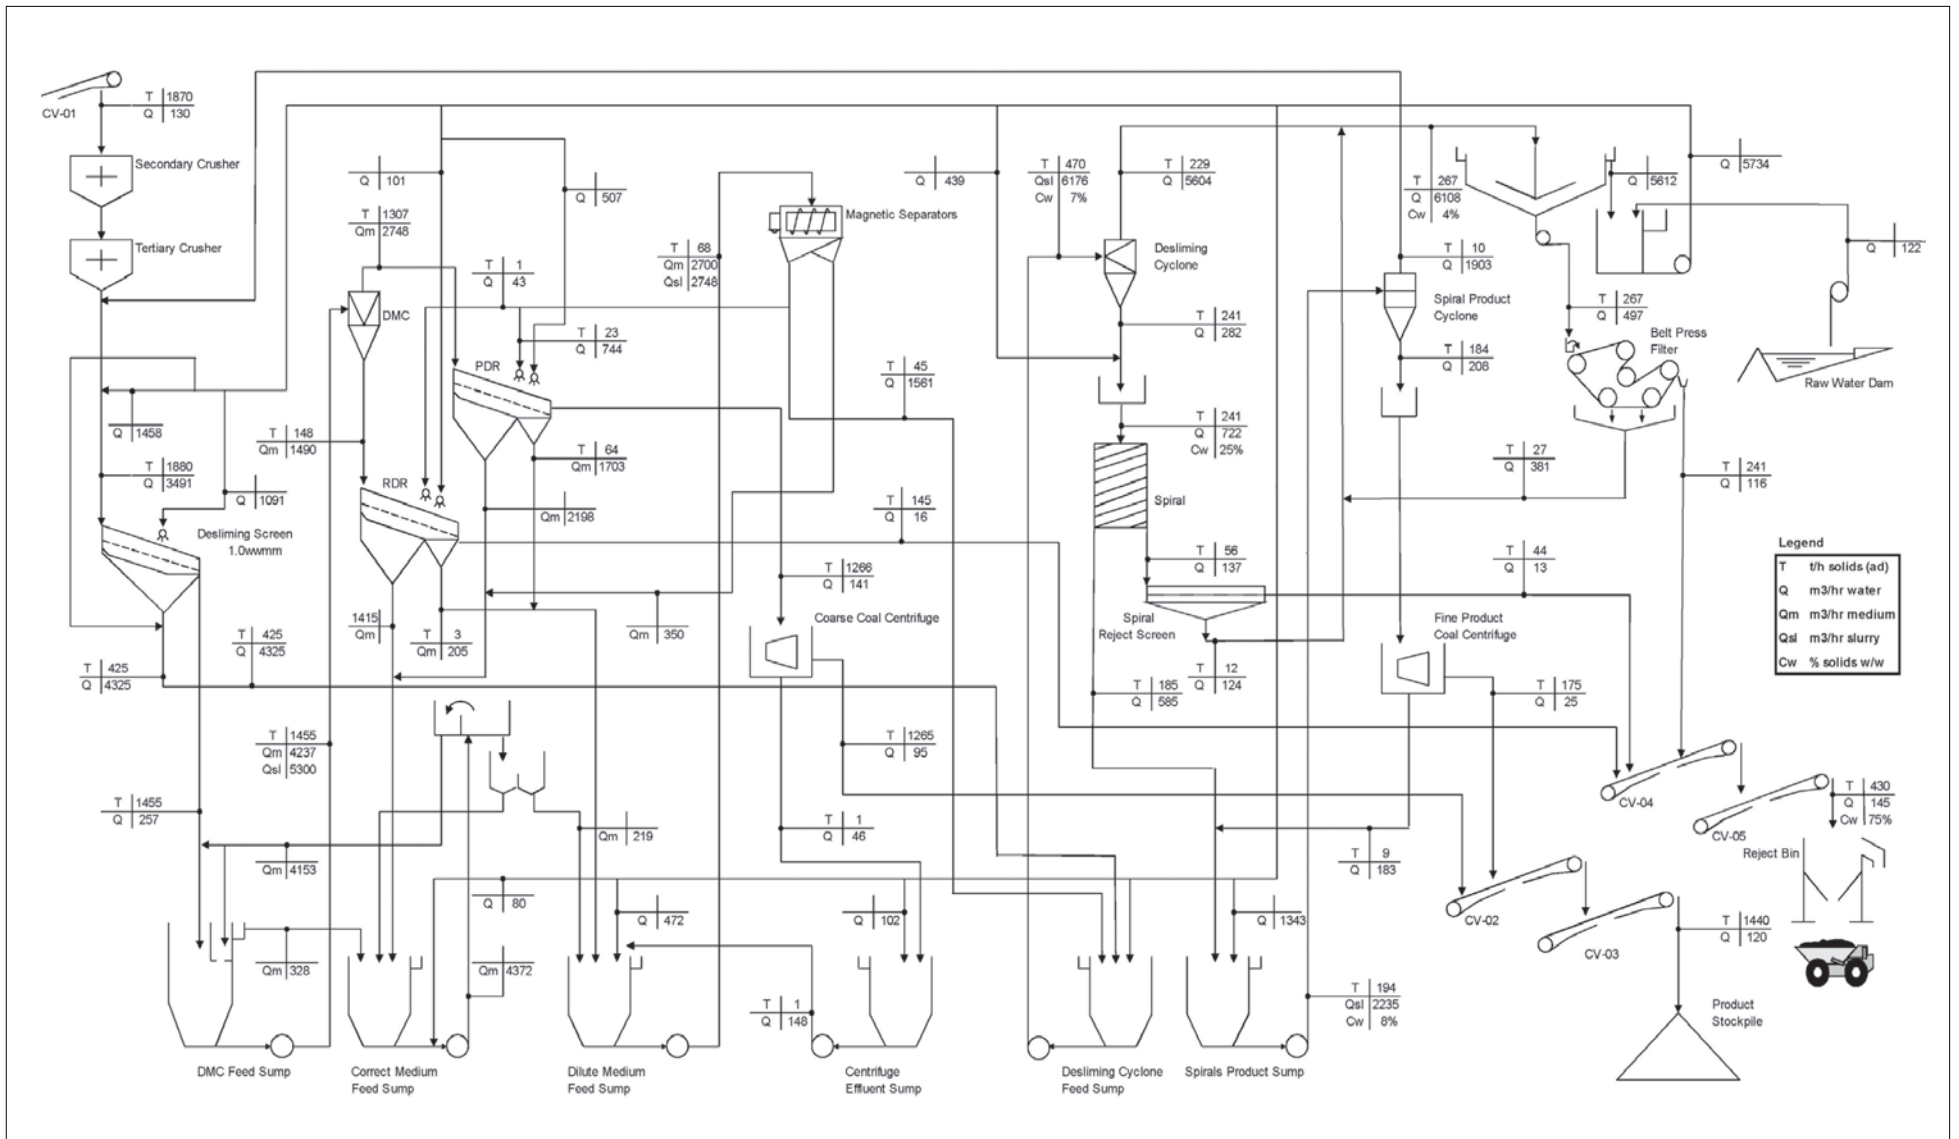 CV-01
T 1870
Q 130
Secondary Crusher
Tertiary Crusher
Q 101
T 1307
Qm 2748
Q 507
T 1
Q 43
DMC
T 23
Q 744
PDR
Q 1458
T 148
Qm 1490
T 1880
Q 3491
Q 1091
RDR
T 64
Qm 1703
Qm 2198
Desliming Screen
1.0wwmm
T 68
Qm 2700
Qsl 2748
Magnetic Separators
Q 439
T 470
Qsl 6176
Cw 7%
T 229
Q 5604
Desliming
Cyclone
T 241
Q 282
T 45
Q 1561
T 241
Q 722
Cw 25%
T 145
Q 16
Spiral
T 56
Q 137
T 267
Q 6108
Cw 4%
Q 5612
Q 5734
Q 122
T 10
Q 1903
Spiral Product
Cyclone
T 184
Q 208
T 267
Q 497
Belt Press
Filter
Raw Water Dam
T 27
Q 381
T 241
Q 116
T 44
Q 13
Legend
T t/h solids (ad)
Q m3/hr water
Qm m3/hr medium
Qsl m3/hr slurry
Cw % solids w/w
T 1266
Q 141
Coarse Coal Centrifuge
Spiral
Reject Screen
Fine Product
Coal Centrifuge
1415
Qm
T 3
Qm 205
Qm 350
T 425
Q 4325
T 425
Q 4325
T 12
Q 124
T 185
Q 585
T 175
Q 25
T 1455
Qm 4237
Qsl 5300
T 1265
Q 95
T 1455
Q 257
Qm 219
T 1
Q 46
Qm 4153
T 9
Q 183
CV-04
CV-05
T 430
Q 145
Cw 75%
Reject Bin
Q 80
Q 472
Q 102
Q 1343
CV-02
CV-03
T 1440
Q 120
Qm 328
Qm 4372
T 1
Q 148
T 194
Qsl 2235
Cw 8%
Product
Stockpile
DMC Feed Sump
Correct Medium
Feed Sump
Dilute Medium
Feed Sump
Centrifuge
Effluent Sump
Desliming Cyclone
Feed Sump
Spirals Product Sump